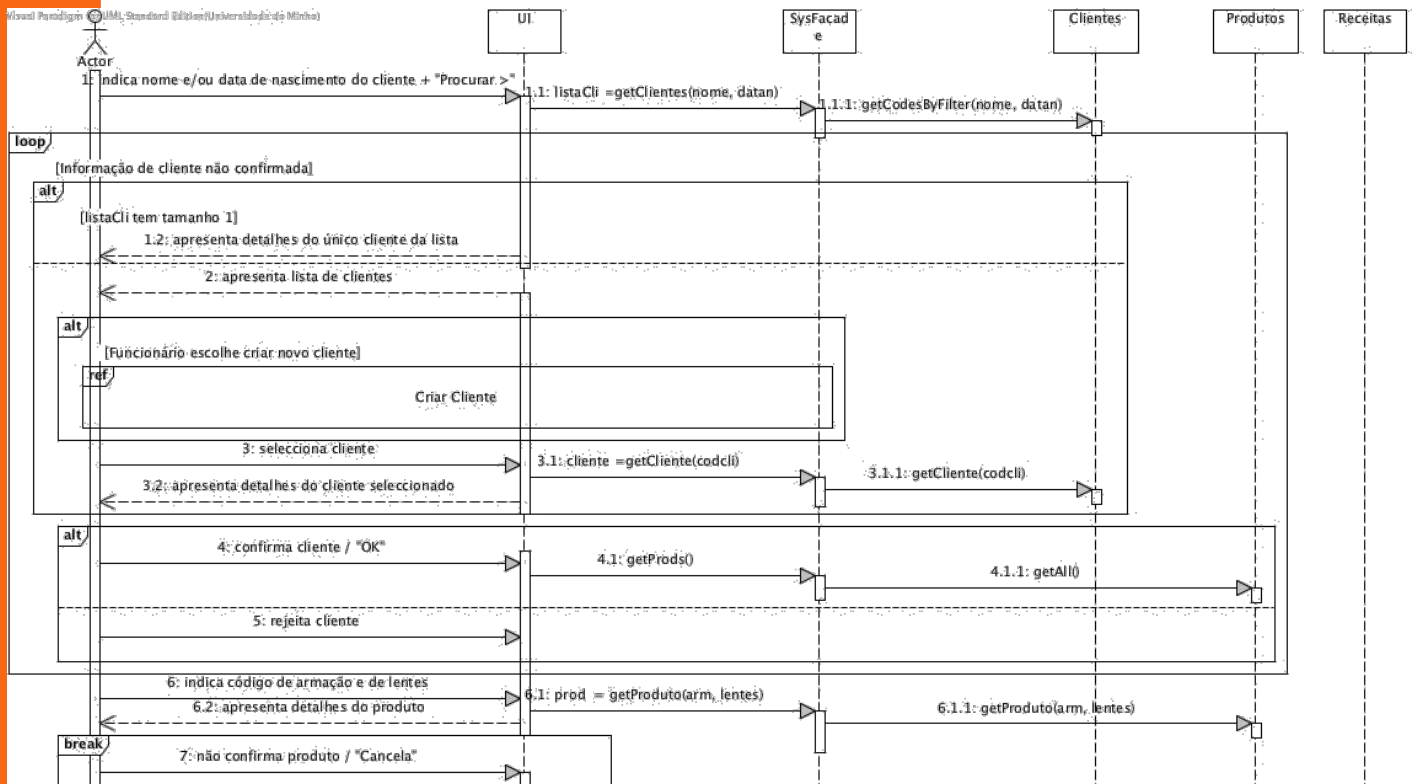 Visual Paradigm for UML Standard Edition(Universidade do Minho)
UI
SysFaçad
e
Clientes
Produtos
Receitas
Actor
1: indica nome e/ou data de nascimento do cliente + "Procurar >"
1.1: listaCli =getClientes(nome, datan)
1.1.1: getCodesByFilter(nome, datan)
loop
[Informação de cliente não confirmada]
alt
[listaCli tem tamanho 1]
1.2: apresenta detalhes do único cliente da lista
2: apresenta lista de clientes
alt
[Funcionário escolhe criar novo cliente]
ref
Criar Cliente
3: selecciona cliente
3.1: cliente =getCliente(codcli)
3.1.1: getCliente(codcli)
3.2: apresenta detalhes do cliente seleccionado
alt
4: confirma cliente / "OK"
4.1: getProds()
4.1.1: getAll()
5: rejeita cliente
6: indica código de armação e de lentes
6.1: prod = getProduto(arm, lentes)
6.2: apresenta detalhes do produto
6.1.1: getProduto(arm, lentes)
break
7: não confirma produto / "Cancela"